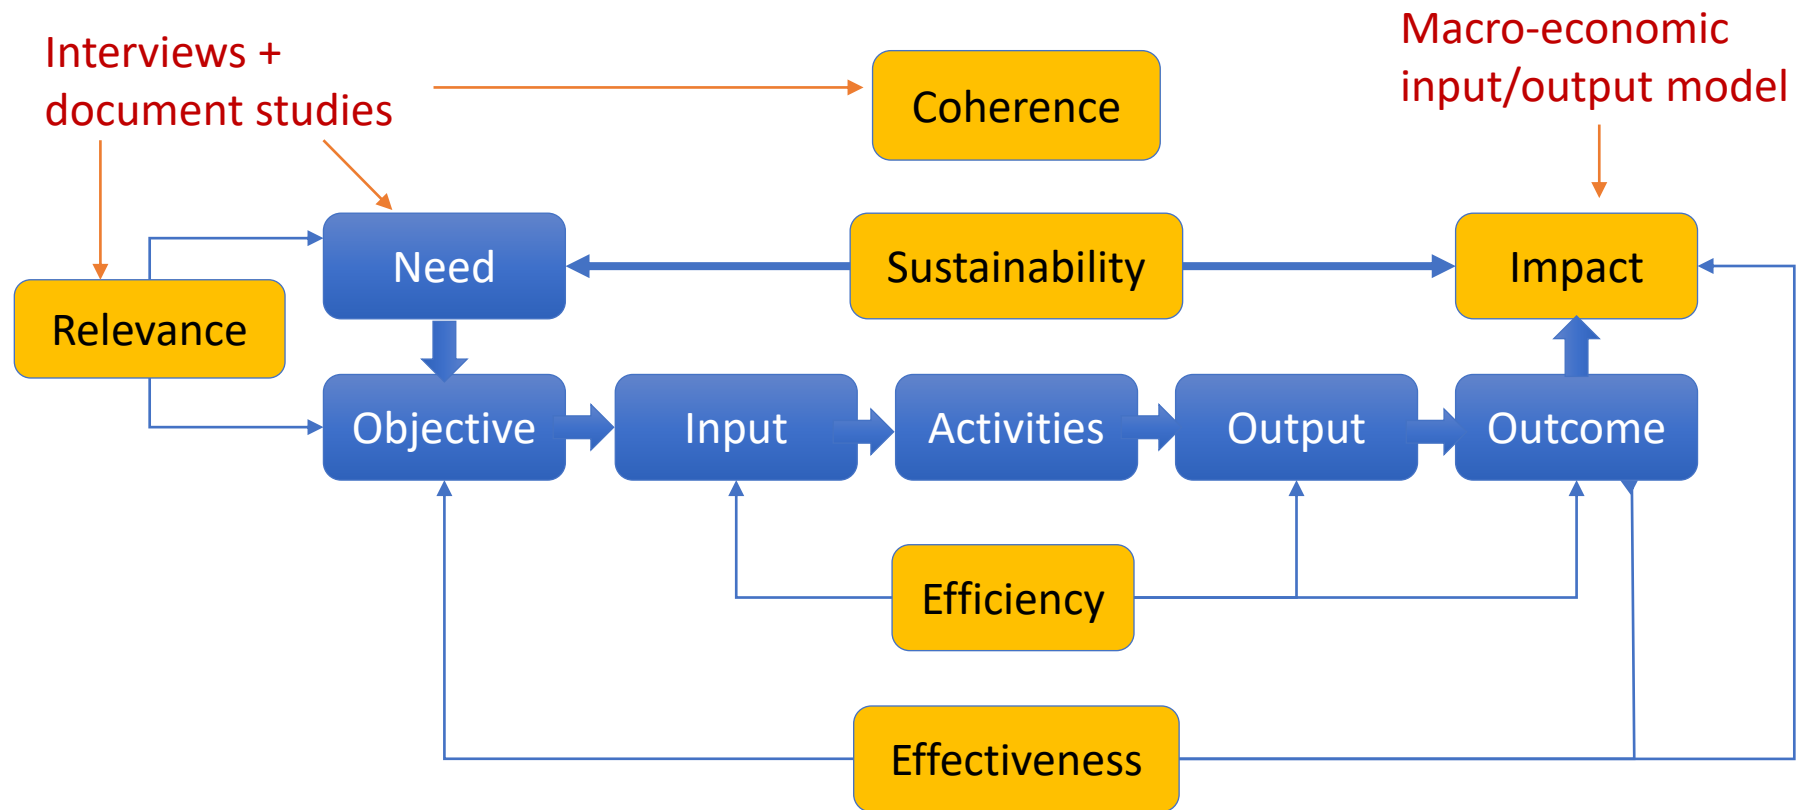 Interviews +
document studies
Macro-economic
input/output model
Coherence
Need
Sustainability
Impact
Relevance
Objective
Input
Activities
Output
Outcome
Efficiency
Effectiveness